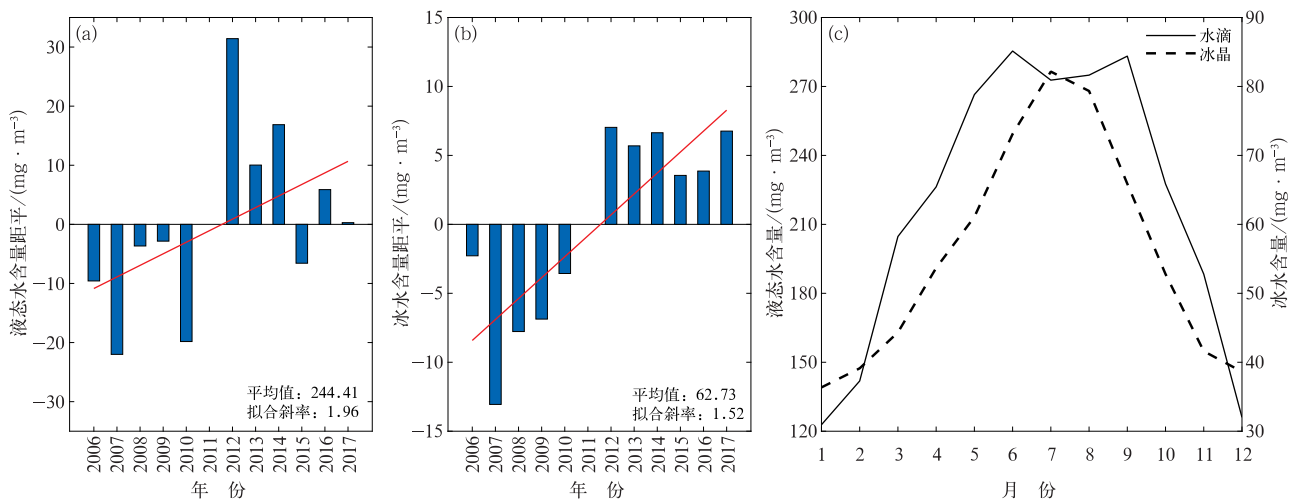 (a)
液态水含量距平/(mg · m⁻³)
30
20
10
0
−10
−20
−30
平均值: 244.41
拟合斜率: 1.96
2006 2007 2008 2009 2010 2011 2012 2013 2014 2015 2016 2017
年 份
(b)
冰水含量距平/(mg · m⁻³)
15
10
5
0
−5
−10
−15
平均值: 62.73
拟合斜率: 1.52
2006 2007 2008 2009 2010 2011 2012 2013 2014 2015 2016 2017
年 份
(c)
水滴
冰晶
液态水含量/(mg · m⁻³)
300
270
240
210
180
150
120
90
80
70
60
50
40
30
冰水含量/(mg · m⁻³)
1 2 3 4 5 6 7 8 9 10 11 12
月 份